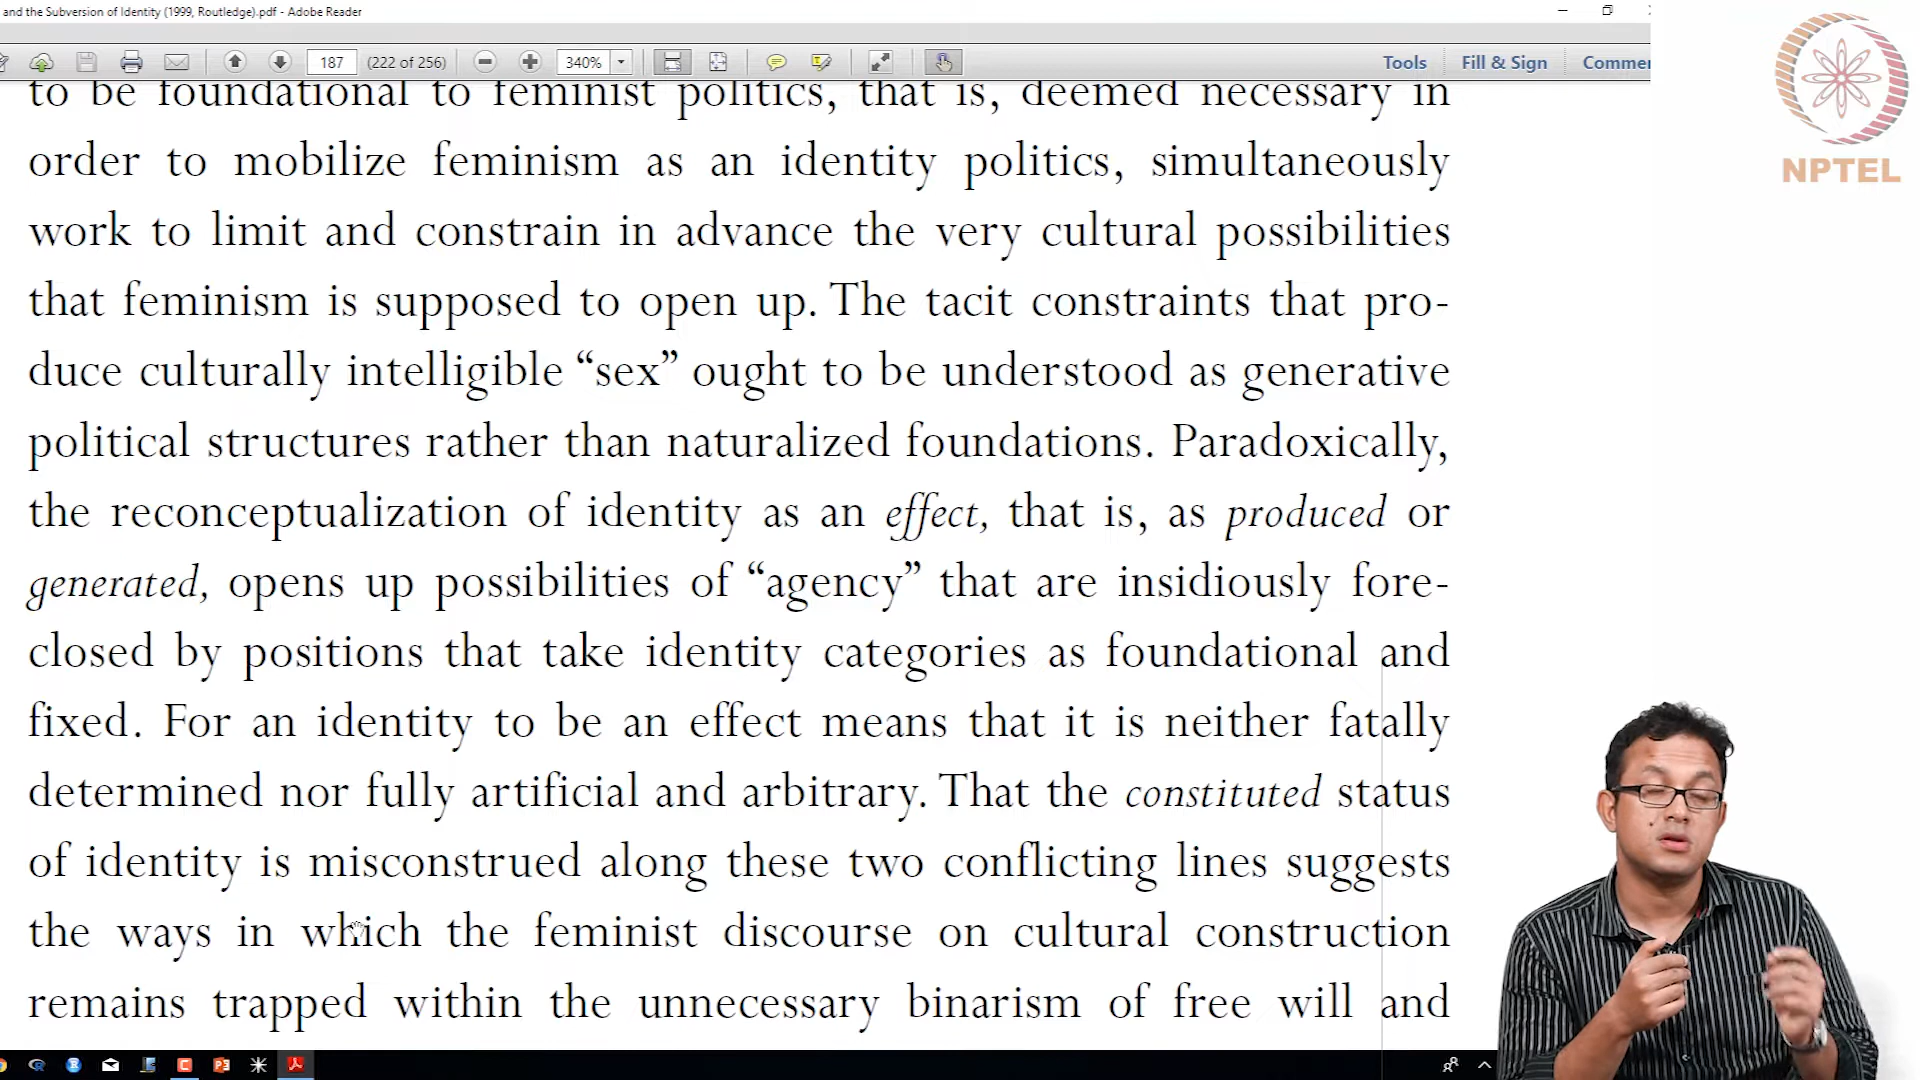 and the Subversion of Identity (1999, Routledge).pdf - Adobe Reader
187 (222 of 256) 340% Tools Fill & Sign Commen
NPTEL
to be foundational to feminist politics, that is, deemed necessary in
order to mobilize feminism as an identity politics, simultaneously
work to limit and constrain in advance the very cultural possibilities
that feminism is supposed to open up. The tacit constraints that pro-
duce culturally intelligible “sex” ought to be understood as generative
political structures rather than naturalized foundations. Paradoxically,
the reconceptualization of identity as an effect, that is, as produced or
generated, opens up possibilities of “agency” that are insidiously fore-
closed by positions that take identity categories as foundational and
fixed. For an identity to be an effect means that it is neither fatally
determined nor fully artificial and arbitrary. That the constituted status
of identity is misconstrued along these two conflicting lines suggests
the ways in which the feminist discourse on cultural construction
remains trapped within the unnecessary binarism of free will and